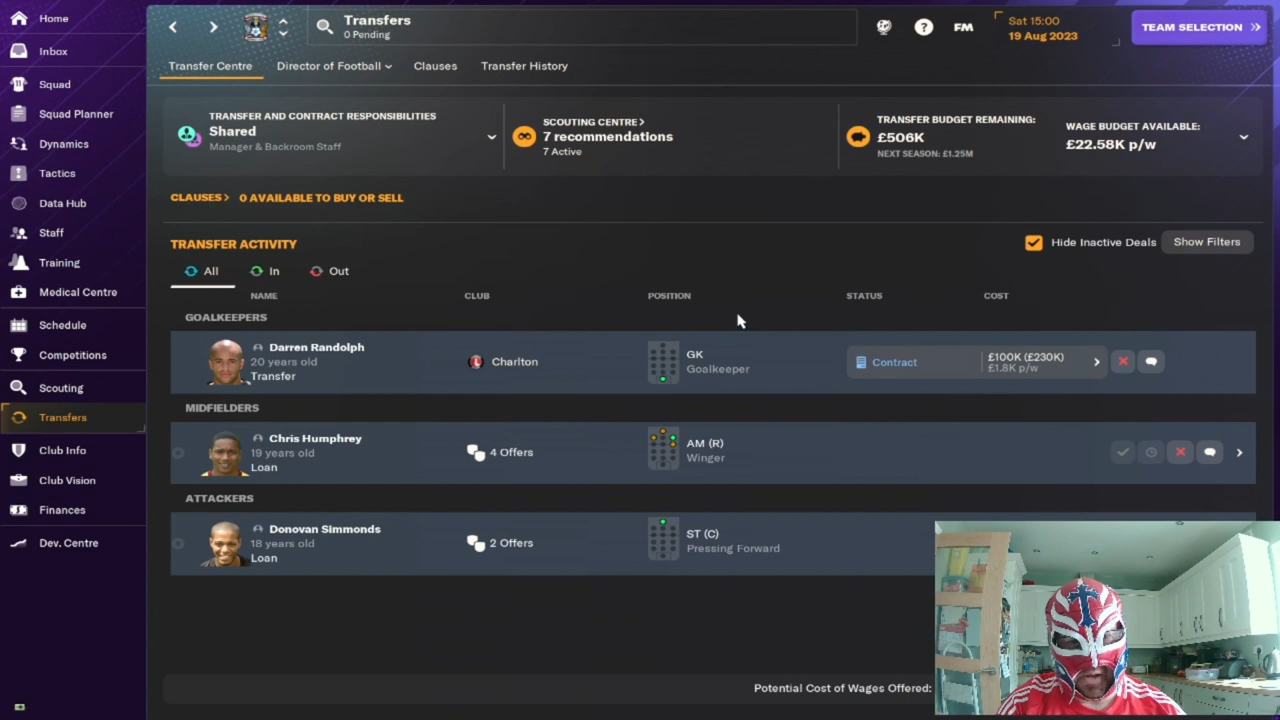 Home
Inbox
Squad
Squad Planner
Dynamics
Tactics
Data Hub
Staff
Training
Medical Centre
Schedule
Competitions
Scouting
Transfers
Club Info
Club Vision
Finances
Dev. Centre
Transfers
0 Pending
?
FM
Sat 15:00
19 Aug 2023
TEAM SELECTION
Transfer Centre
Director of Football
Clauses
Transfer History
TRANSFER AND CONTRACT RESPONSIBILITIES
Shared
Manager & Backroom Staff
SCOUTING CENTRE >
7 recommendations
7 Active
TRANSFER BUDGET REMAINING:
£506K
NEXT SEASON: £1.25M
WAGE BUDGET AVAILABLE:
£22.58K p/w
CLAUSES > 0 AVAILABLE TO BUY OR SELL
TRANSFER ACTIVITY
Hide Inactive Deals
Show Filters
All
In
Out
NAME CLUB POSITION STATUS COST
GOALKEEPERS
Darren Randolph
20 years old
Transfer
Charlton
GK
Goalkeeper
Contract
£100K (£230K)
£1.8K p/w
MIDFIELDERS
Chris Humphrey
19 years old
Loan
4 Offers
AM (R)
Winger
ATTACKERS
Donovan Simmonds
18 years old
Loan
2 Offers
ST (C)
Pressing Forward
Potential Cost of Wages Offered: